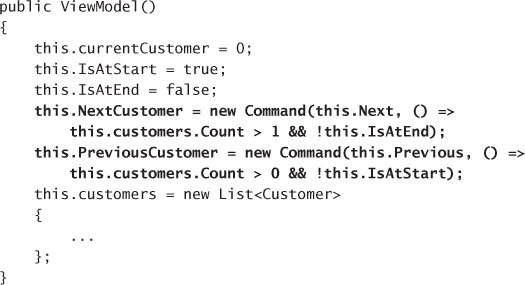 public ViewModel()
{
    this.currentCustomer = 0;
    this.IsAtStart = true;
    this.IsAtEnd = false;
    this.NextCustomer = new Command(this.Next, () =>
        this.customers.Count > 1 && !this.IsAtEnd);
    this.PreviousCustomer = new Command(this.Previous, () =>
        this.customers.Count > 0 && !this.IsAtStart);
    this.customers = new List<Customer>
    {
        ...
    };
}